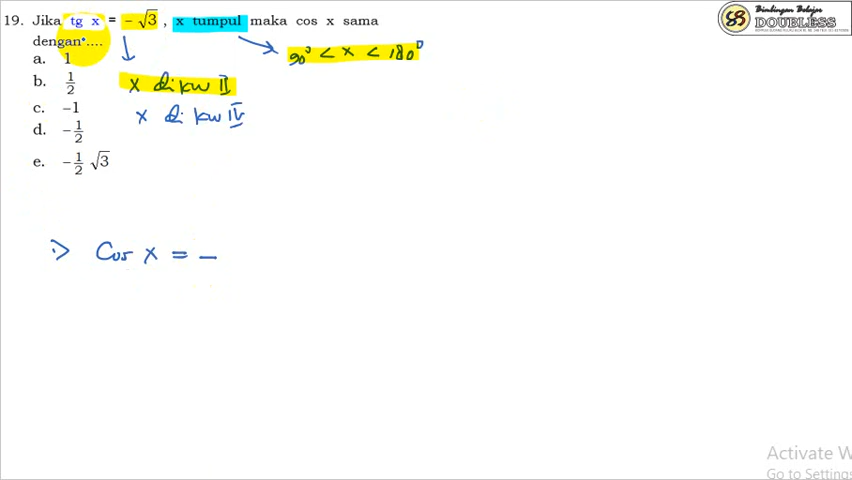 19. Jika tg x = – √3 , x tumpul maka cos x sama
dengan ....
90° < x < 180°
a. 1
b. 1/2
x di kw II
c. –1
x di kw IV
d. –1/2
e. –1/2 √3
∴> Cos x = –
Bimbingan Belajar
DOUBLESS
Activate W
Go to Settings